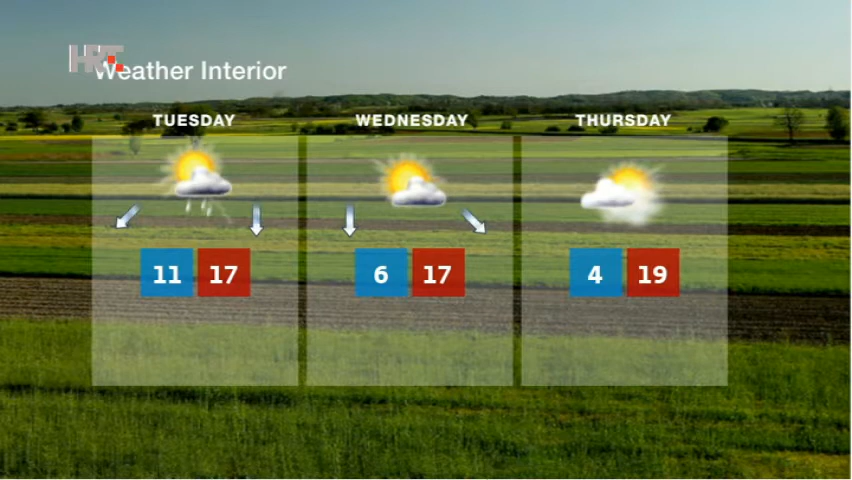 HRT
Weather Interior
TUESDAY WEDNESDAY THURSDAY
11 17 6 17 4 19